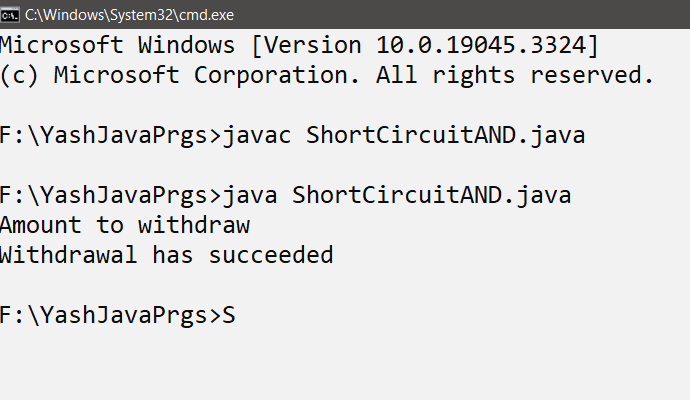 C:\Windows\System32\cmd.exe
Microsoft Windows [Version 10.0.19045.3324]
(c) Microsoft Corporation. All rights reserved.
F:\YashJavaPrgs>javac ShortCircuitAND.java
F:\YashJavaPrgs>java ShortCircuitAND.java
Amount to withdraw
Withdrawal has succeeded
F:\YashJavaPrgs>S